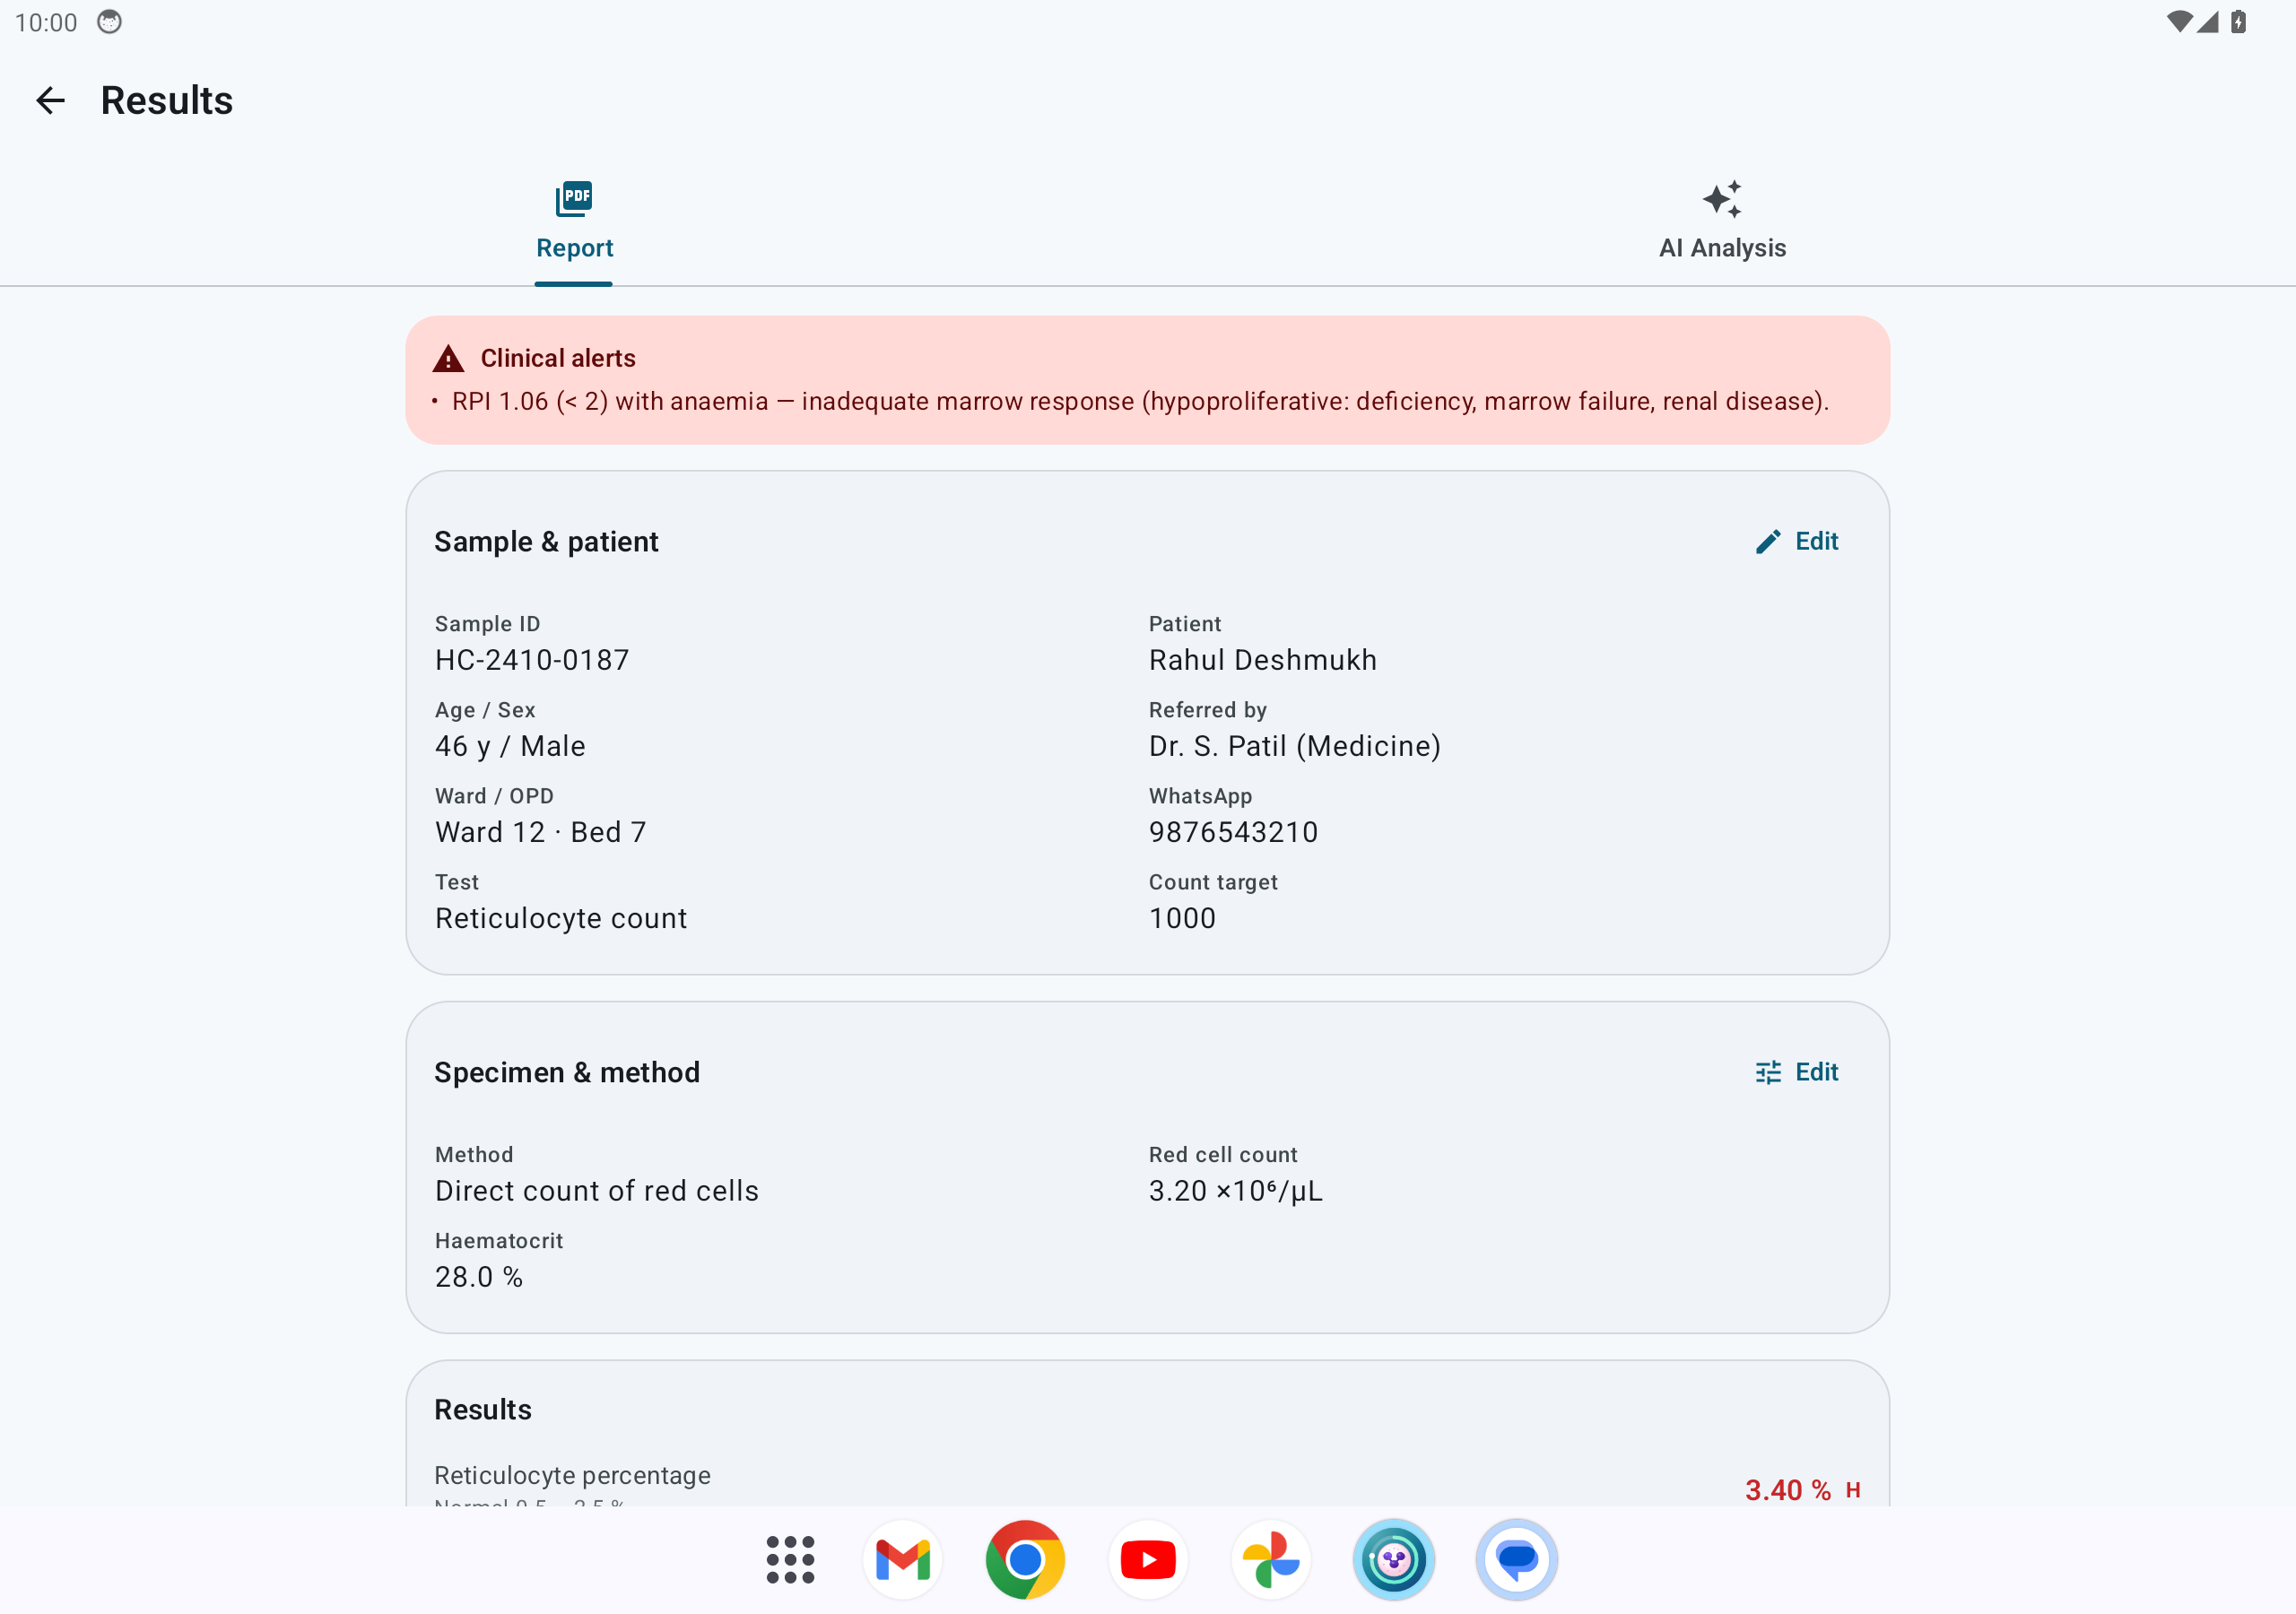 10:00
Results
PDF
Report
AI Analysis
Clinical alerts
• RPI 1.06 (< 2) with anaemia — inadequate marrow response (hypoproliferative: deficiency, marrow failure, renal disease).
Sample & patient
Edit
Sample ID
HC-2410-0187
Patient
Rahul Deshmukh
Age / Sex
46 y / Male
Referred by
Dr. S. Patil (Medicine)
Ward / OPD
Ward 12 · Bed 7
WhatsApp
9876543210
Test
Reticulocyte count
Count target
1000
Specimen & method
Edit
Method
Direct count of red cells
Red cell count
3.20 ×10⁶/µL
Haematocrit
28.0 %
Results
Reticulocyte percentage
3.40 % H